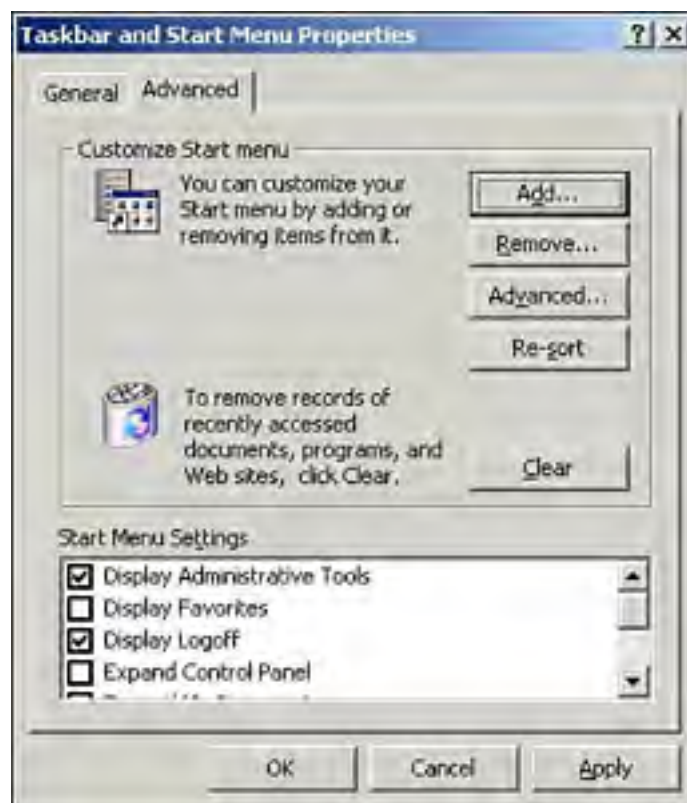 Taskbar and Start Menu Properties
General Advanced
Customize Start menu
You can customize your
Start menu by adding or
removing items from it.
Add...
Remove...
Advanced...
Re-sort
To remove records of
recently accessed
documents, programs, and
Web sites, click Clear.
Clear
Start Menu Settings
Display Administrative Tools
Display Favorites
Display Logoff
Expand Control Panel
OK Cancel Apply